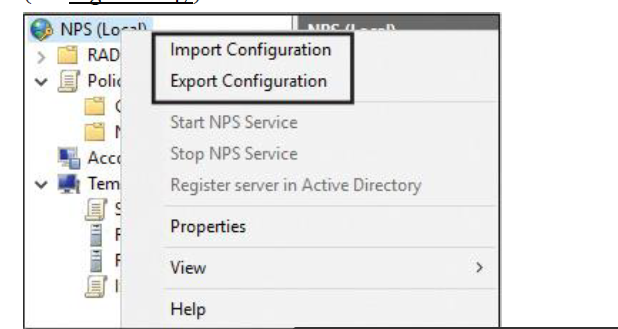 NPS (Local)
Import Configuration
Export Configuration
Start NPS Service
Stop NPS Service
Register server in Active Directory
Properties
View
Help
RAD
Polic
Acco
Tem